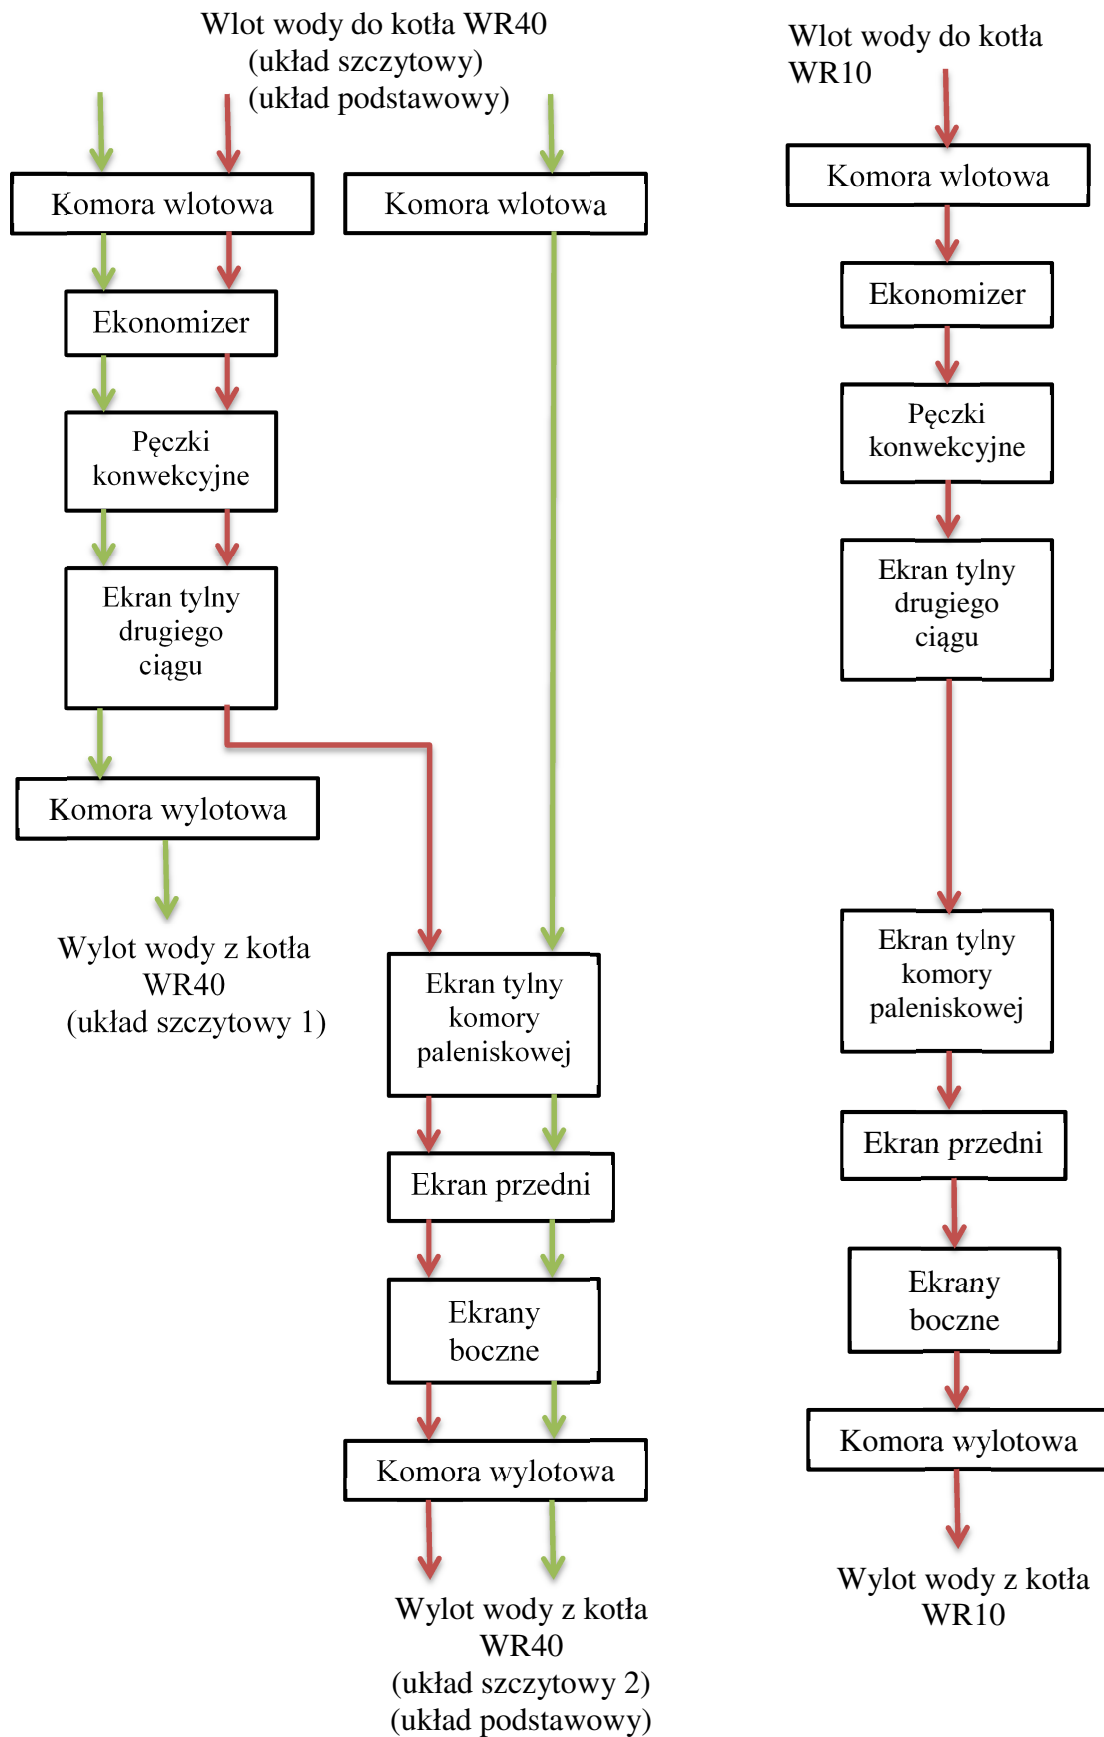 Wlot wody do kotła WR40
(układ szczytowy)
(układ podstawowy)
Komora wlotowa
Komora wlotowa
Ekonomizer
Pęczki
konwekcyjne
Ekran tylny
drugiego
ciągu
Komora wylotowa
Wylot wody z kotła
WR40
(układ szczytowy 1)
Ekran tylny
komory
paleniskowej
Ekran przedni
Ekrany
boczne
Komora wylotowa
Wylot wody z kotła
WR40
(układ szczytowy 2)
(układ podstawowy)
Wlot wody do kotła
WR10
Komora wlotowa
Ekonomizer
Pęczki
konwekcyjne
Ekran tylny
drugiego
ciągu
Ekran tylny
komory
paleniskowej
Ekran przedni
Ekrany
boczne
Komora wylotowa
Wylot wody z kotła
WR10